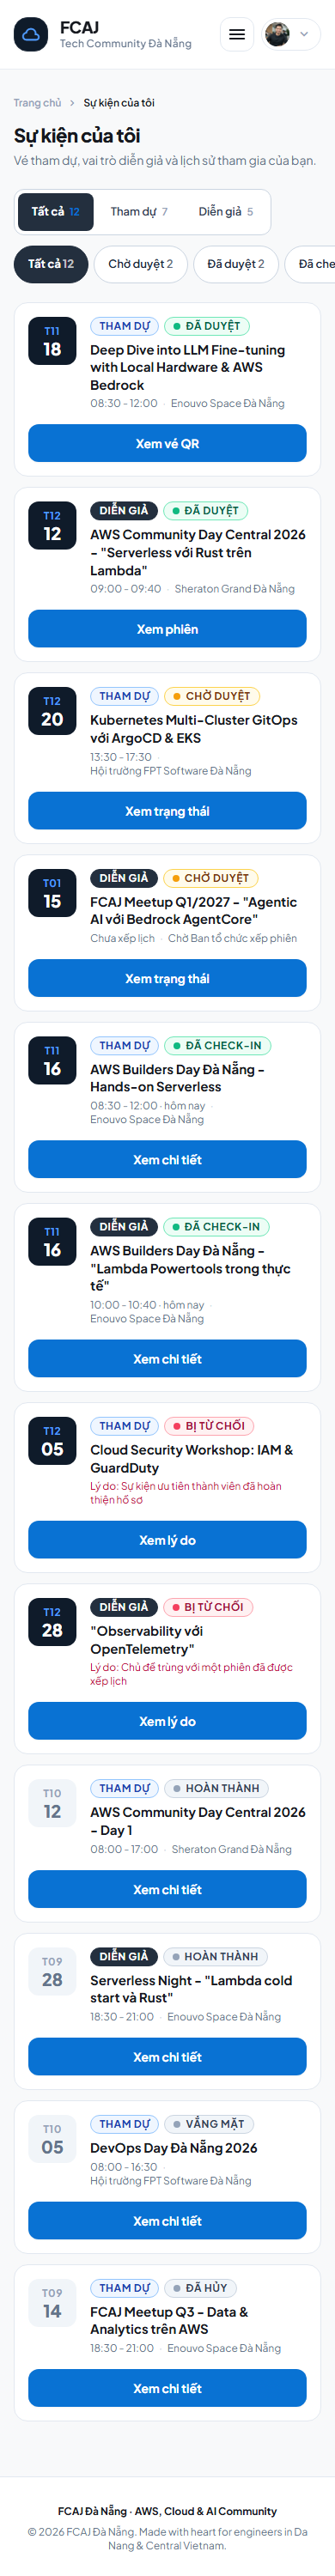 FCAJ
Tech Community Đà Nẵng
Trang chủ > Sự kiện của tôi
Sự kiện của tôi
Vé tham dự, vai trò diễn giả và lịch sử tham gia của bạn.
Tất cả 12 Tham dự 7 Diễn giả 5
Tất cả 12 Chờ duyệt 2 Đã duyệt 2 Đã che
T11
18
THAM DỰ ĐÃ DUYỆT
Deep Dive into LLM Fine-tuning
with Local Hardware & AWS
Bedrock
08:30 - 12:00 · Enouvo Space Đà Nẵng
Xem vé QR
T12
12
DIỄN GIẢ ĐÃ DUYỆT
AWS Community Day Central 2026
- "Serverless với Rust trên
Lambda"
09:00 - 09:40 · Sheraton Grand Đà Nẵng
Xem phiên
T12
20
THAM DỰ CHỜ DUYỆT
Kubernetes Multi-Cluster GitOps
với ArgoCD & EKS
13:30 - 17:30 ·
Hội trường FPT Software Đà Nẵng
Xem trạng thái
T01
15
DIỄN GIẢ CHỜ DUYỆT
FCAJ Meetup Q1/2027 - "Agentic
AI với Bedrock AgentCore"
Chưa xếp lịch · Chờ Ban tổ chức xếp phiên
Xem trạng thái
T11
16
THAM DỰ ĐÃ CHECK-IN
AWS Builders Day Đà Nẵng -
Hands-on Serverless
08:30 - 12:00 · hôm nay ·
Enouvo Space Đà Nẵng
Xem chi tiết
T11
16
DIỄN GIẢ ĐÃ CHECK-IN
AWS Builders Day Đà Nẵng -
"Lambda Powertools trong thực
tế"
10:00 - 10:40 · hôm nay ·
Enouvo Space Đà Nẵng
Xem chi tiết
T12
05
THAM DỰ BỊ TỪ CHỐI
Cloud Security Workshop: IAM &
GuardDuty
Lý do: Sự kiện ưu tiên thành viên đã hoàn
thiện hồ sơ
Xem lý do
T12
28
DIỄN GIẢ BỊ TỪ CHỐI
"Observability với
OpenTelemetry"
Lý do: Chủ đề trùng với một phiên đã được
xếp lịch
Xem lý do
T10
12
THAM DỰ HOÀN THÀNH
AWS Community Day Central 2026
- Day 1
08:00 - 17:00 · Sheraton Grand Đà Nẵng
Xem chi tiết
T09
28
DIỄN GIẢ HOÀN THÀNH
Serverless Night - "Lambda cold
start và Rust"
18:30 - 21:00 · Enouvo Space Đà Nẵng
Xem chi tiết
T10
05
THAM DỰ VẮNG MẶT
DevOps Day Đà Nẵng 2026
08:00 - 16:30 ·
Hội trường FPT Software Đà Nẵng
Xem chi tiết
T09
14
THAM DỰ ĐÃ HỦY
FCAJ Meetup Q3 - Data &
Analytics trên AWS
18:30 - 21:00 · Enouvo Space Đà Nẵng
Xem chi tiết
FCAJ Đà Nẵng · AWS, Cloud & AI Community
© 2026 FCAJ Đà Nẵng. Made with heart for engineers in Da
Nang & Central Vietnam.